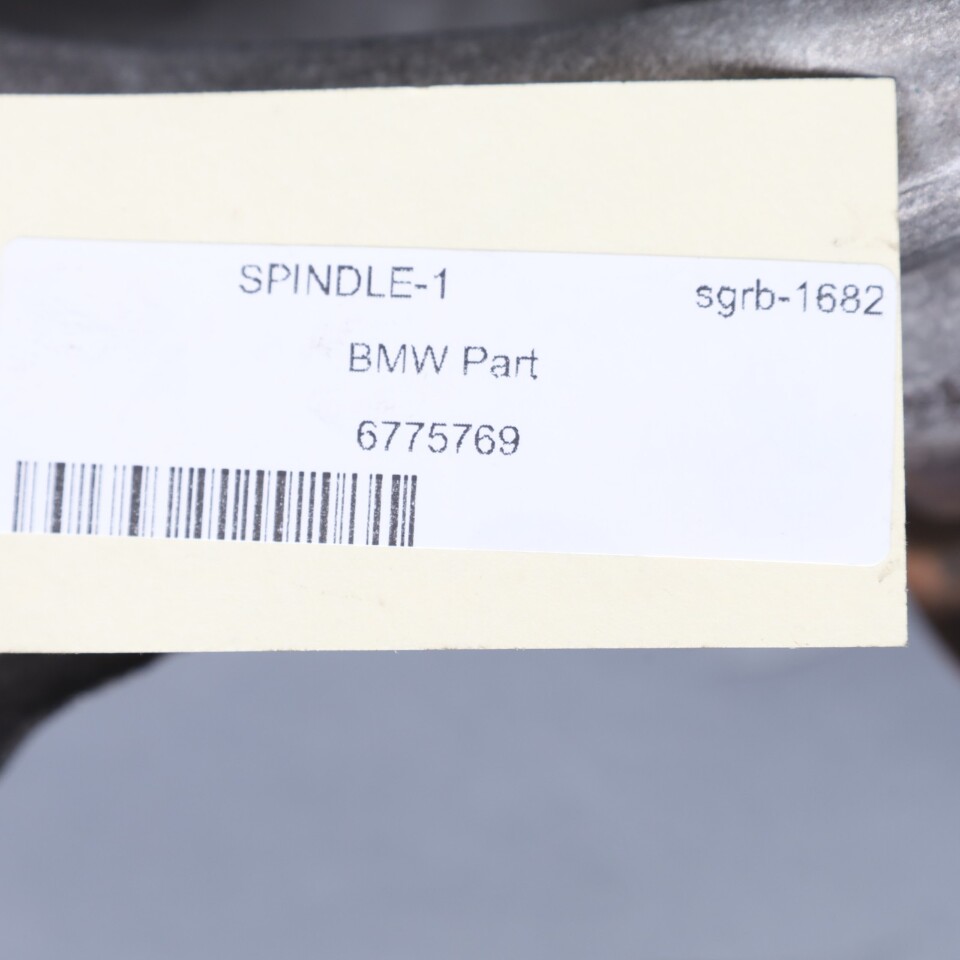 SPINDLE-1 sgrb-1682
BMW Part
6775769